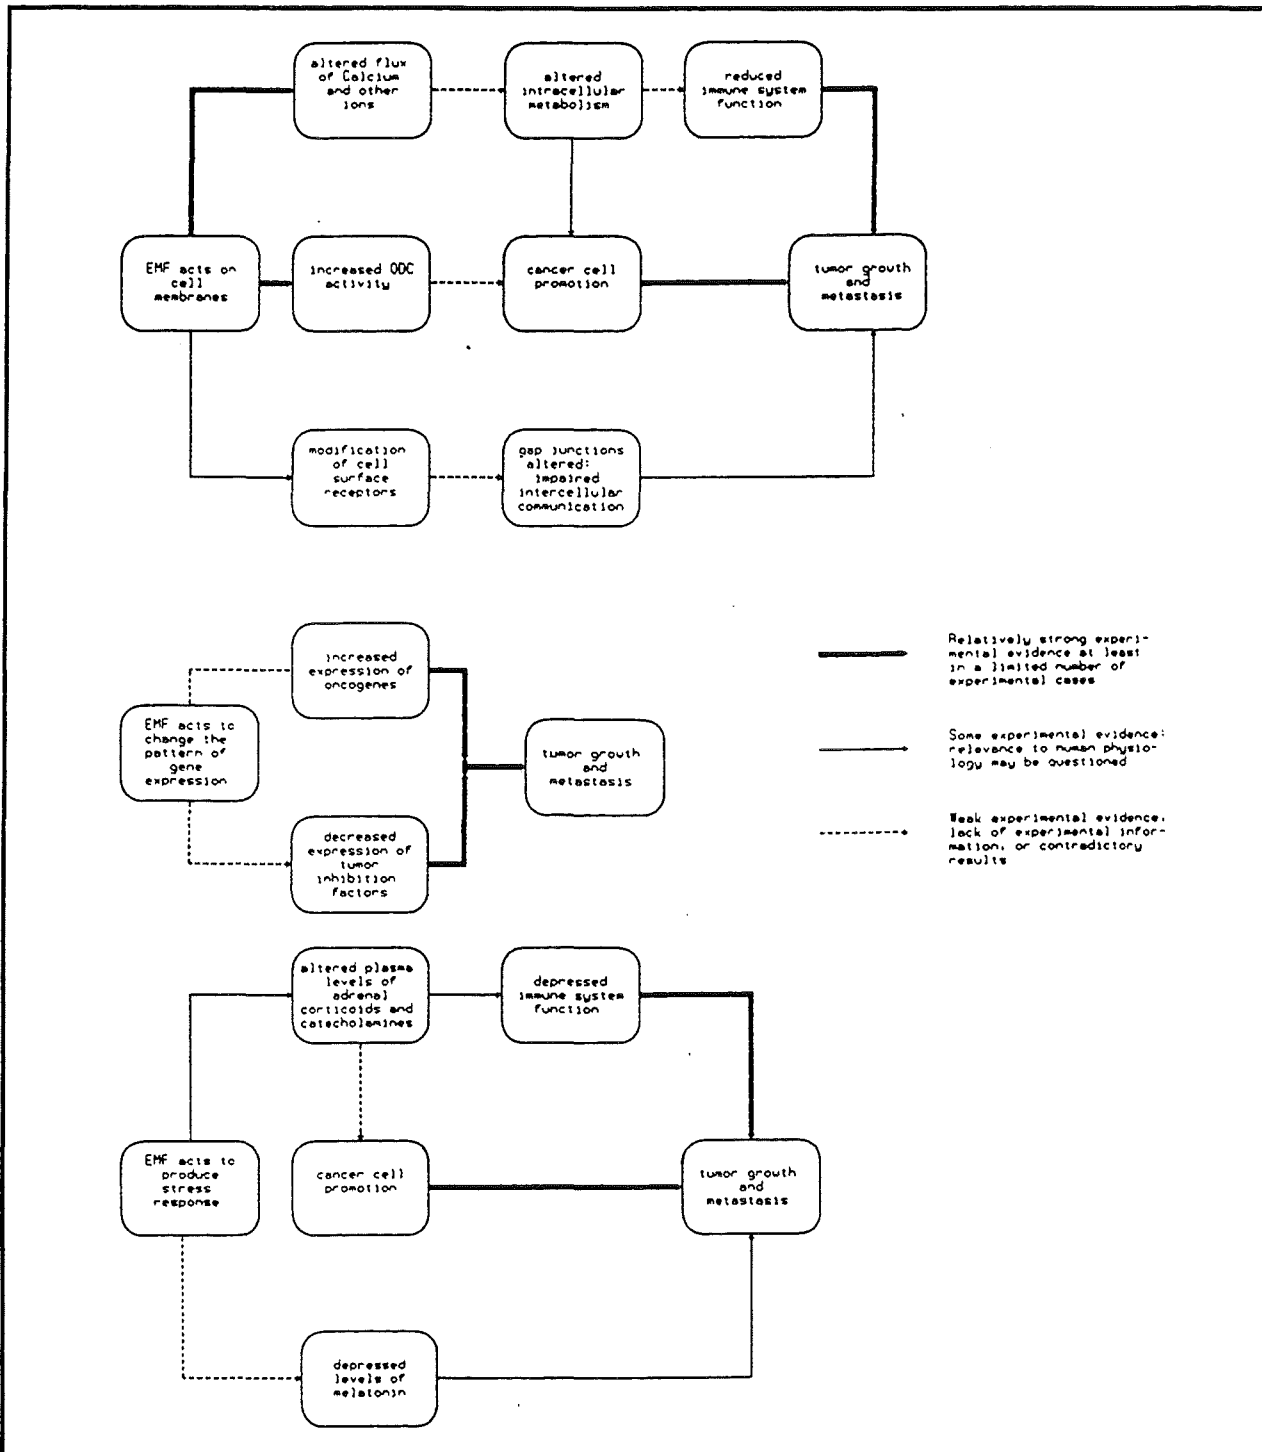 altered flux
of Calcium
and other
ions
altered
intracellular
metabolism
reduced
immune system
function
EMF acts on
cell
membranes
increased ODC
activity
cancer cell
promotion
tumor growth
and
metastasis
modification
of cell
surface
receptors
gap junctions
altered:
impaired
intercellular
communication
increased
expression of
oncogenes
EMF acts to
change the
pattern of
gene
expression
tumor growth
and
metastasis
decreased
expression of
tumor
inhibition
factors
Relatively strong experi-
mental evidence at least
in a limited number of
experimental cases
Some experimental evidence:
relevance to human physio-
logy may be questioned
Weak experimental evidence,
lack of experimental infor-
mation, or contradictory
results
altered plasma
levels of
adrenal
corticoids and
catecholamines
depressed
immune system
function
EMF acts to
produce
stress
response
cancer cell
promotion
tumor growth
and
metastasis
depressed
levels of
melatonin